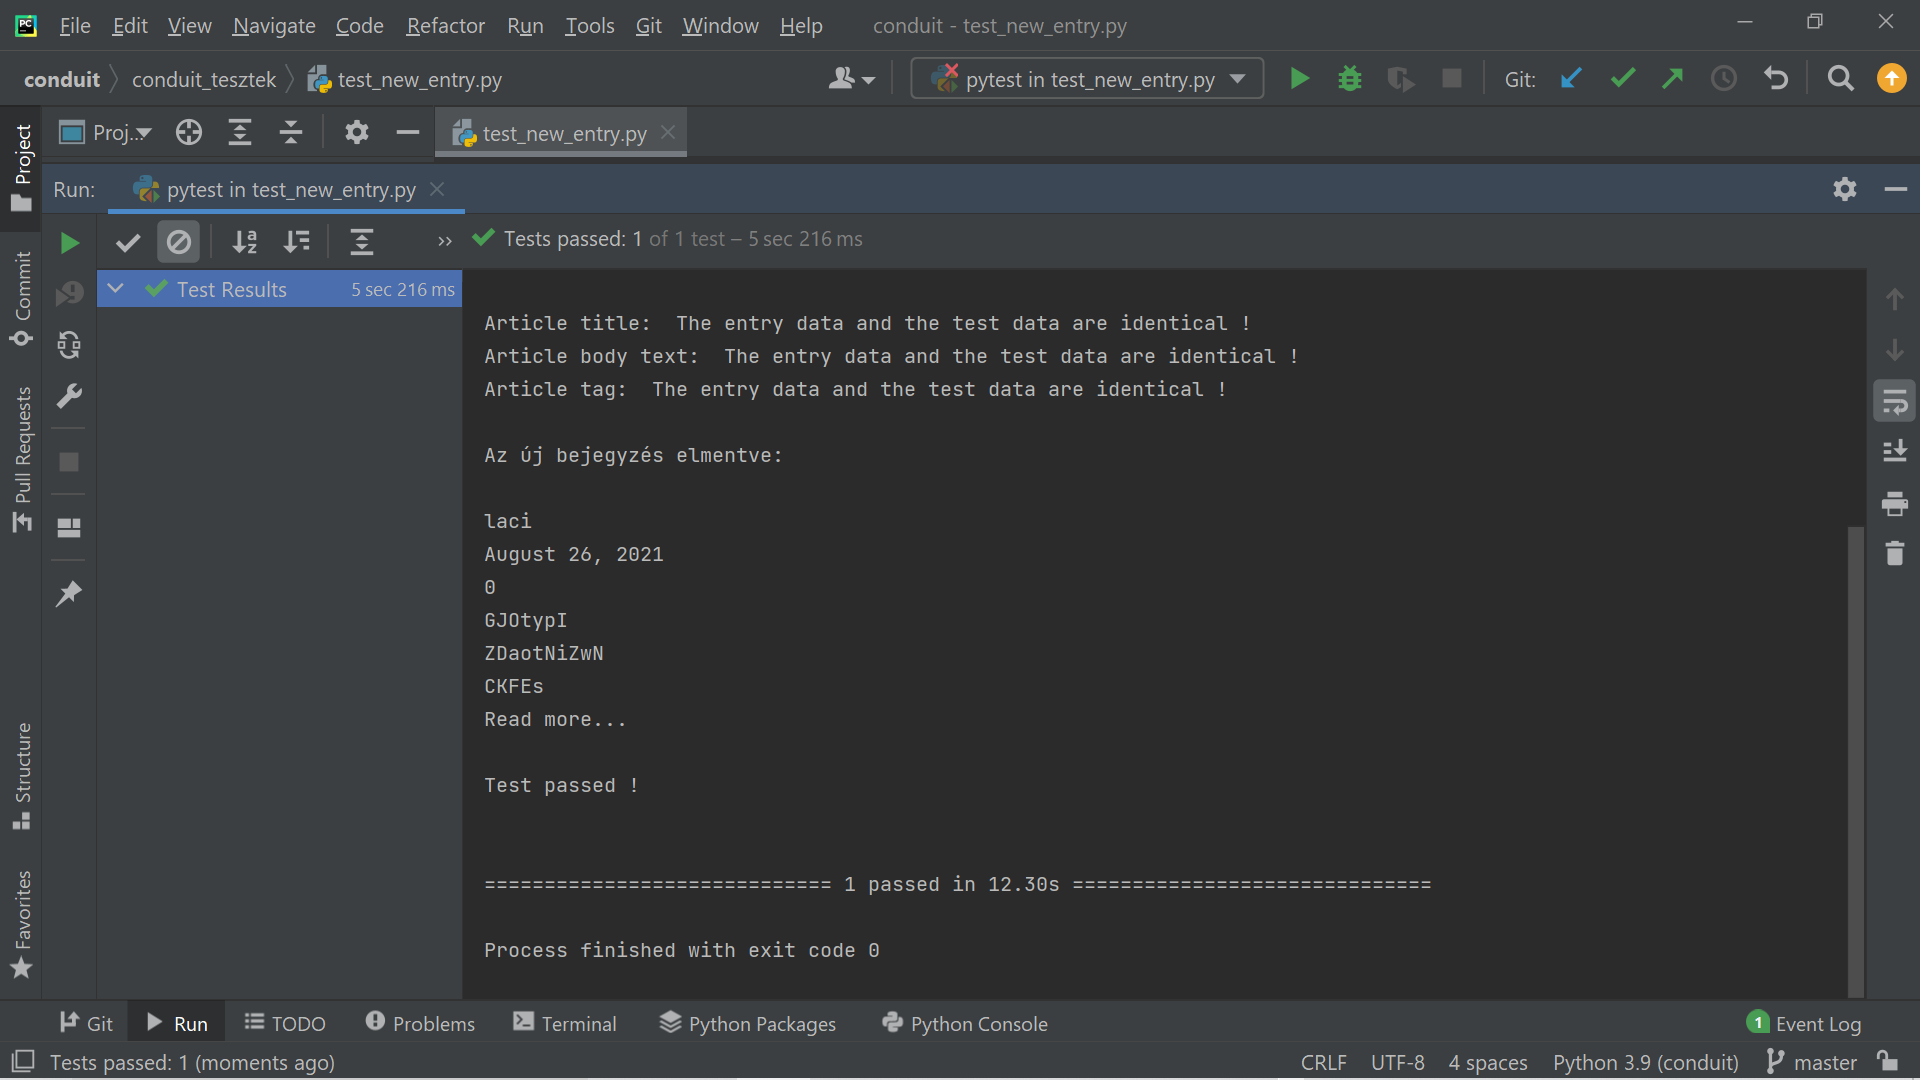 PC File Edit View Navigate Code Refactor Run Tools Git Window Help conduit - test_new_entry.py
conduit conduit_tesztek test_new_entry.py pytest in test_new_entry.py Git:
Proj... test_new_entry.py
Run: pytest in test_new_entry.py
Tests passed: 1 of 1 test – 5 sec 216 ms
Test Results 5 sec 216 ms
Article title:  The entry data and the test data are identical !
Article body text:  The entry data and the test data are identical !
Article tag:  The entry data and the test data are identical !
Az új bejegyzés elmentve:
laci
August 26, 2021
0
GJOtypI
ZDaotNiZwN
CKFEs
Read more...
Test passed !
============================= 1 passed in 12.30s ==============================
Process finished with exit code 0
Project
Commit
Pull Requests
Structure
Favorites
Git Run TODO Problems Terminal Python Packages Python Console 1 Event Log
Tests passed: 1 (moments ago) CRLF UTF-8 4 spaces Python 3.9 (conduit) master